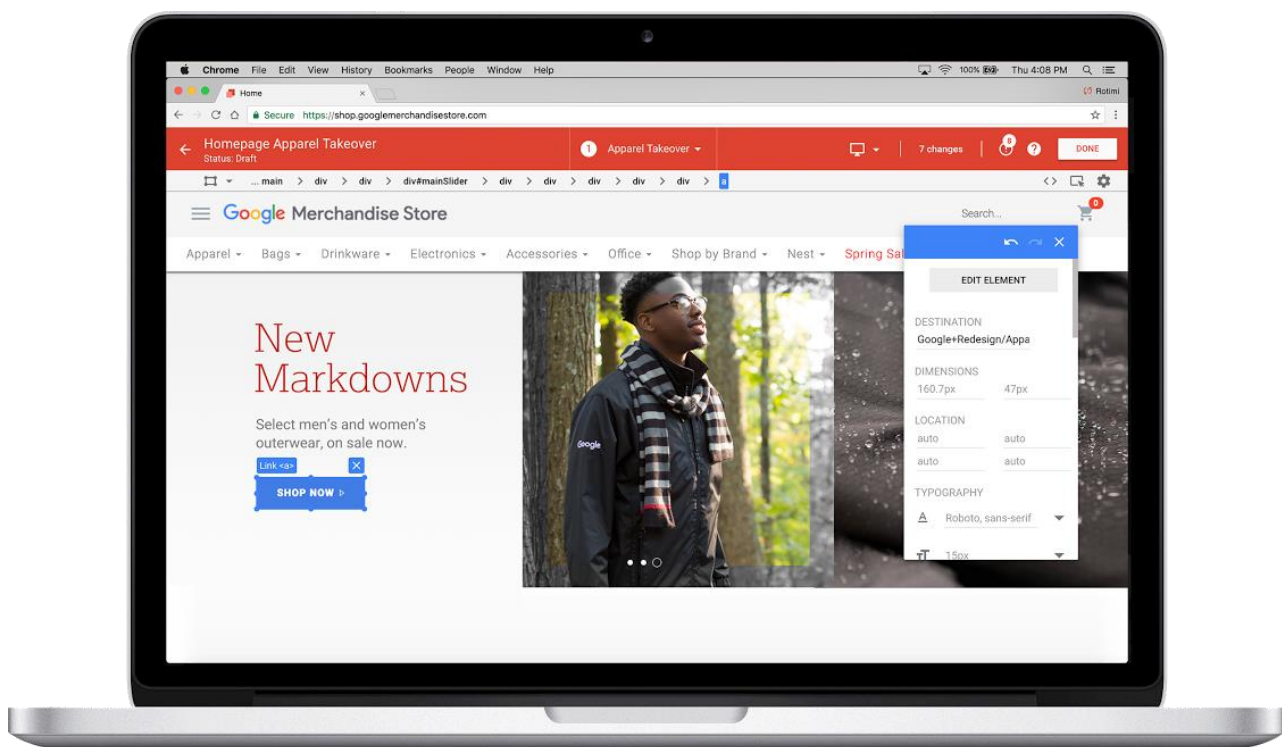 Chrome File Edit View History Bookmarks People Window Help 100% Thu 4:08 PM
Home Rotimi
Secure https://shop.googlemerchandisestore.com
Homepage Apparel Takeover
Status: Draft
1 Apparel Takeover 7 changes 8 ? DONE
... main > div > div > div#mainSlider > div > div > div > div > div > a <>
Google Merchandise Store Search... 0
Apparel Bags Drinkware Electronics Accessories Office Shop by Brand Nest Spring Sal
EDIT ELEMENT
DESTINATION
Google+Redesign/Appa
DIMENSIONS
160.7px 47px
LOCATION
auto auto
auto auto
TYPOGRAPHY
A Roboto, sans-serif
TT 15px
New
Markdowns
Select men's and women's
outerwear, on sale now.
Link <a>
SHOP NOW
Google